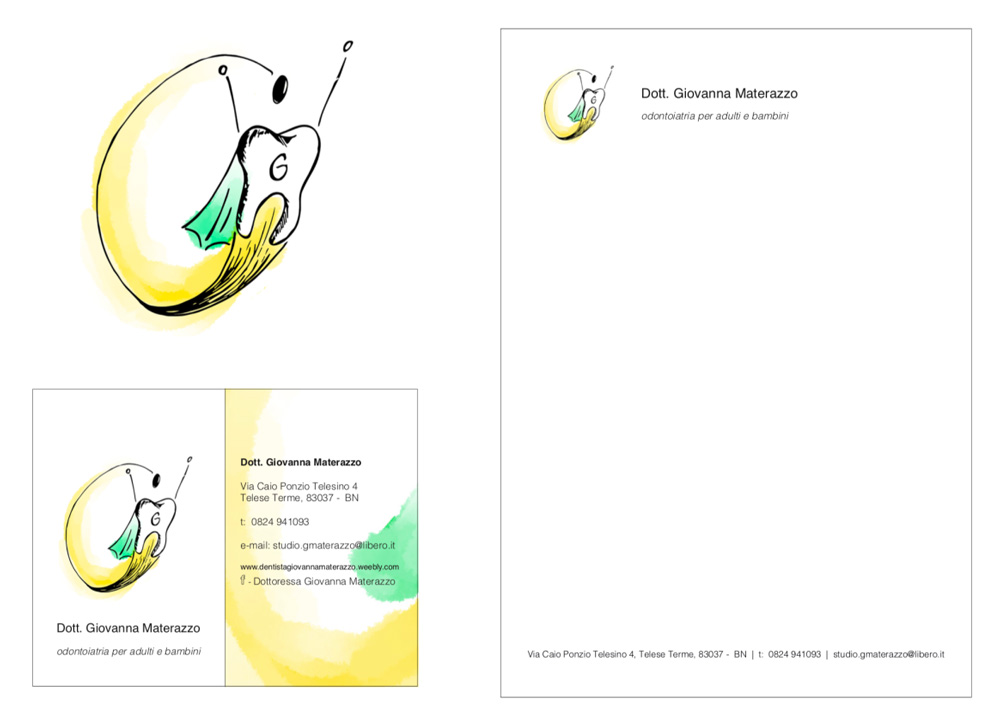 G
G
Dott. Giovanna Materazzo
odontoiatria per adulti e bambini
Dott. Giovanna Materazzo
Via Caio Ponzio Telesino 4
Telese Terme, 83037 - BN
t: 0824 941093
e-mail: studio.gmaterazzo@libero.it
www.dentistagiovannamaterazzo.weebly.com
f - Dottoressa Giovanna Materazzo
G
Dott. Giovanna Materazzo
odontoiatria per adulti e bambini
Via Caio Ponzio Telesino 4, Telese Terme, 83037 - BN | t: 0824 941093 | studio.gmaterazzo@libero.it